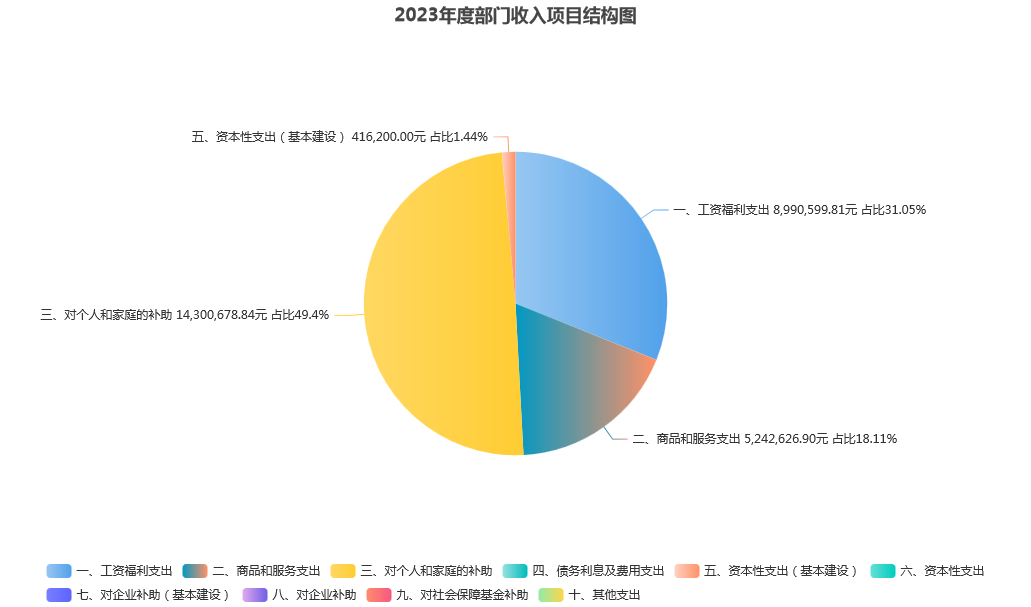 2023年度部门收入项目结构图
五、资本性支出（基本建设） 416,200.00元 占比1.44%
一、工资福利支出 8,990,599.81元 占比31.05%
三、对个人和家庭的补助 14,300,678.84元 占比49.4%
二、商品和服务支出 5,242,626.90元 占比18.11%
一、工资福利支出 二、商品和服务支出 三、对个人和家庭的补助 四、债务利息及费用支出 五、资本性支出（基本建设） 六、资本性支出
七、对企业补助（基本建设） 八、对企业补助 九、对社会保障基金补助 十、其他支出